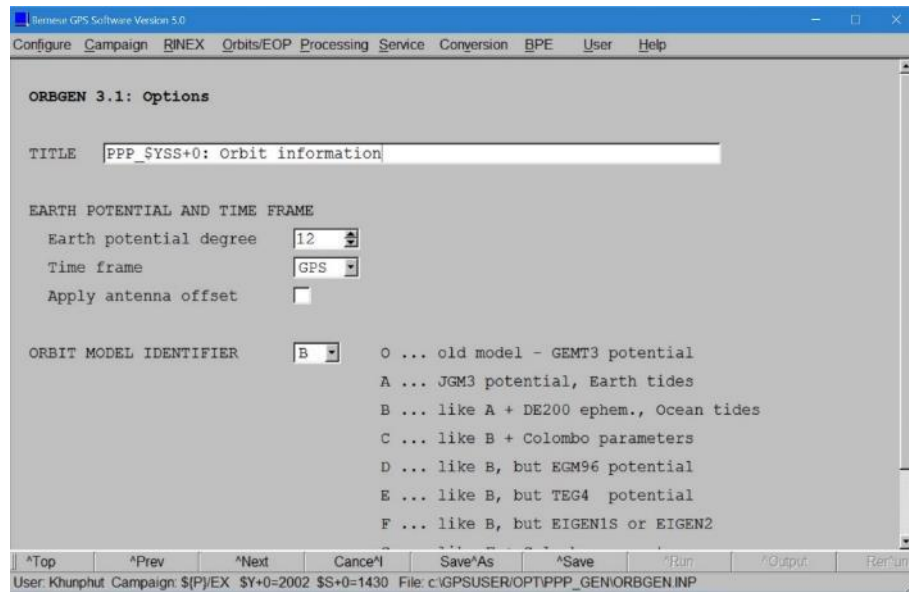 Bernese GPS Software Version 5.0
Configure Campaign RINEX Orbits/EOP Processing Service Conversion BPE User Help
ORBGEN 3.1: Options
TITLE PPP_$YSS+0: Orbit information
EARTH POTENTIAL AND TIME FRAME
Earth potential degree 12
Time frame GPS
Apply antenna offset
ORBIT MODEL IDENTIFIER B O ... old model - GEMT3 potential
A ... JGM3 potential, Earth tides
B ... like A + DE200 ephem., Ocean tides
C ... like B + Colombo parameters
D ... like B, but EGM96 potential
E ... like B, but TEG4 potential
F ... like B, but EIGEN1S or EIGEN2
^Top ^Prev ^Next Cance^l Save^As ^Save ^Run ^Output Rer^un
User: Khunphut Campaign: ${P}/EX $Y+0=2002 $S+0=1430 File: c:\GPSUSER/OPT\PPP_GEN\ORBGEN.INP